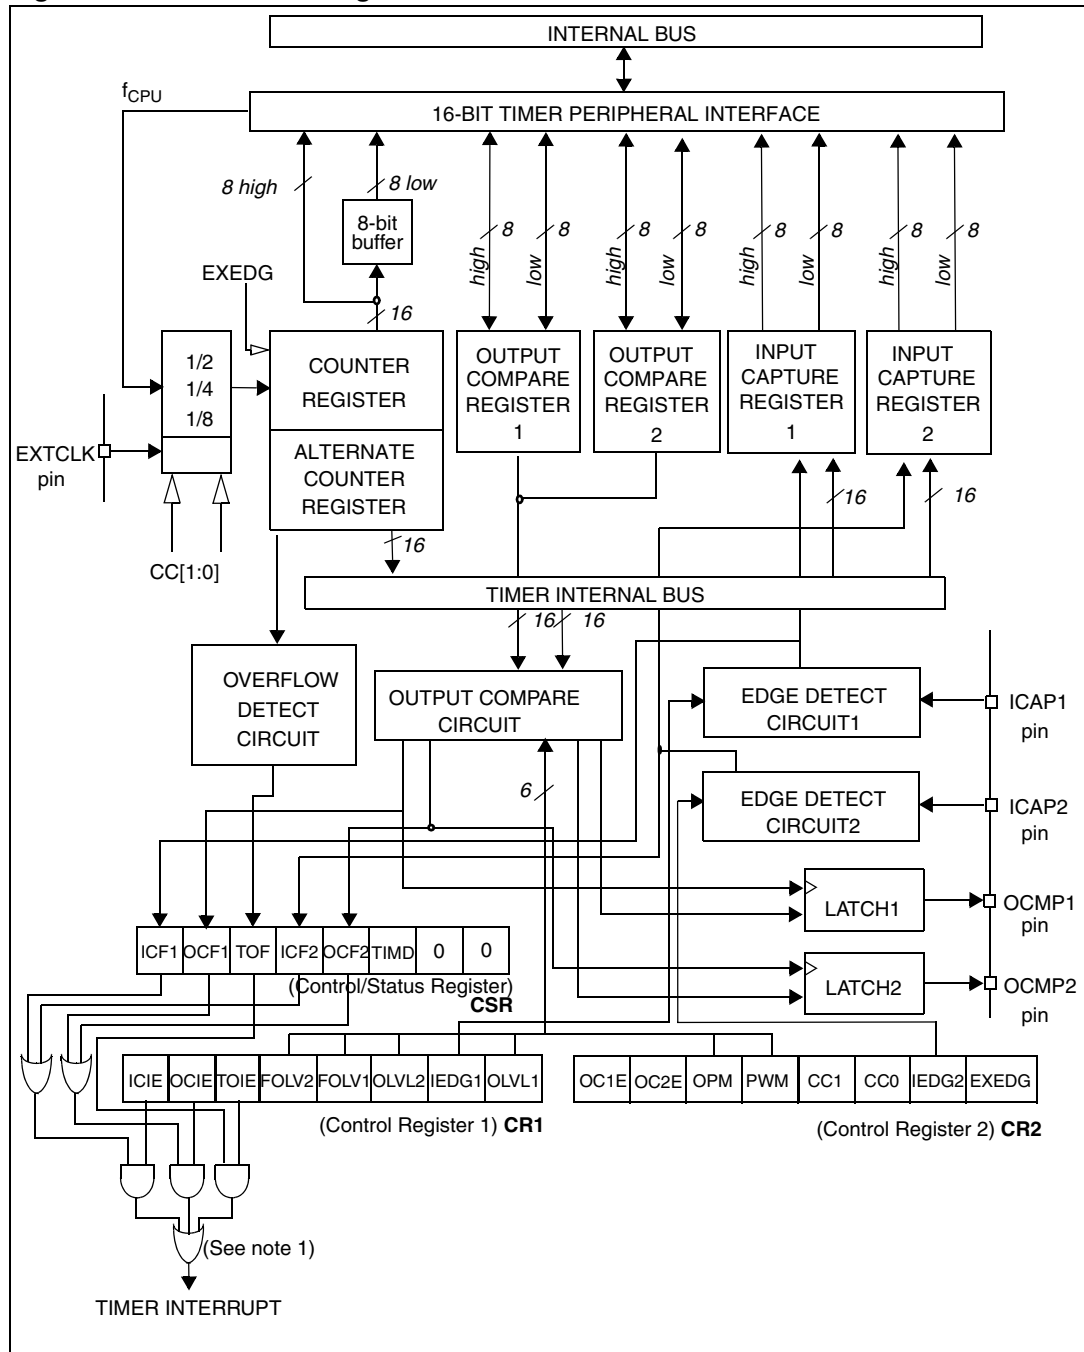 INTERNAL BUS
fCPU
16-BIT TIMER PERIPHERAL INTERFACE
8 high
8 low
8-bit
buffer
16
high
8
low
8
high
8
low
8
high
8
low
8
high
8
low
8
EXEDG
1/2
1/4
1/8
COUNTER
REGISTER
ALTERNATE
COUNTER
REGISTER
OUTPUT
COMPARE
REGISTER
1
OUTPUT
COMPARE
REGISTER
2
INPUT
CAPTURE
REGISTER
1
INPUT
CAPTURE
REGISTER
2
EXTCLK
pin
CC[1:0]
16
16
16
TIMER INTERNAL BUS
16
16
OVERFLOW
DETECT
CIRCUIT
OUTPUT COMPARE
CIRCUIT
6
EDGE DETECT
CIRCUIT1
ICAP1
pin
EDGE DETECT
CIRCUIT2
ICAP2
pin
LATCH1
OCMP1
pin
LATCH2
OCMP2
pin
ICF1 OCF1 TOF ICF2 OCF2 TIMD 0 0
(Control/Status Register)
CSR
ICIE OCIE TOIE FOLV2 FOLV1 OLVL2 IEDG1 OLVL1
(Control Register 1) CR1
OC1E OC2E OPM PWM CC1 CC0 IEDG2 EXEDG
(Control Register 2) CR2
(See note 1)
TIMER INTERRUPT